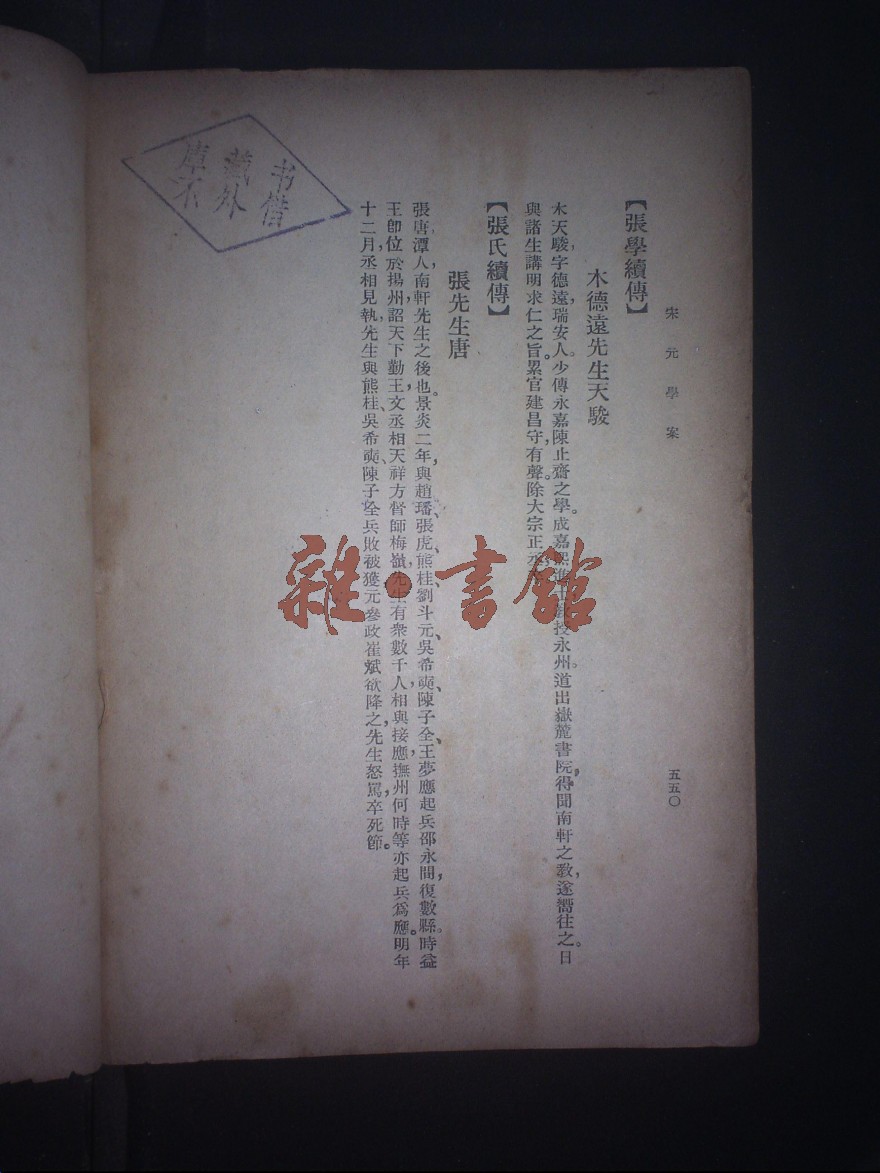 宋元學案
五五〇
【張學續傳】
木德遠先生天駿
木天駿,字德遠,瑞安人。少傳永嘉陳止齋之學。成嘉熙進士,授永州。道出嶽麓書院,得聞南軒之教,遂嚮往之。日
與諸生講明求仁之旨。累官建昌守,有聲。除大宗正丞
【張氏續傳】
張先生唐
張唐,潭人,南軒先生之後也。景炎二年,與趙璠、張虎、熊桂、劉斗元、吳希奭、陳子全、王夢應起兵邵永間,復數縣。時益
王卽位於揚州,詔天下勤王,文丞相天祥方督師梅嶺,先生有衆數千人,相與接應,撫州何時等亦起兵爲應。明年
十二月,丞相見執,先生與熊桂、吳希奭、陳子全兵敗被獲,元參政崔斌欲降之,先生怒罵,卒死節。
书藏庫
借外不
雜·書館